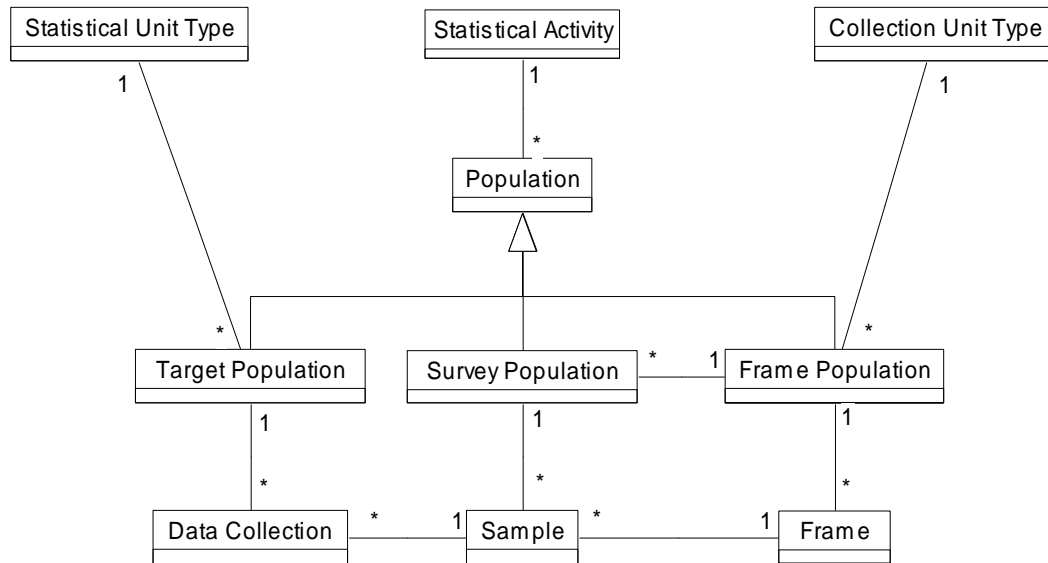 Statistical Unit Type
Statistical Activity
Collection Unit Type
1
1
1
*
Population
*
*
*
Target Population
Survey Population
*
1
Frame Population
1
1
1
*
*
*
Data Collection
*
1
Sample
*
1
Frame